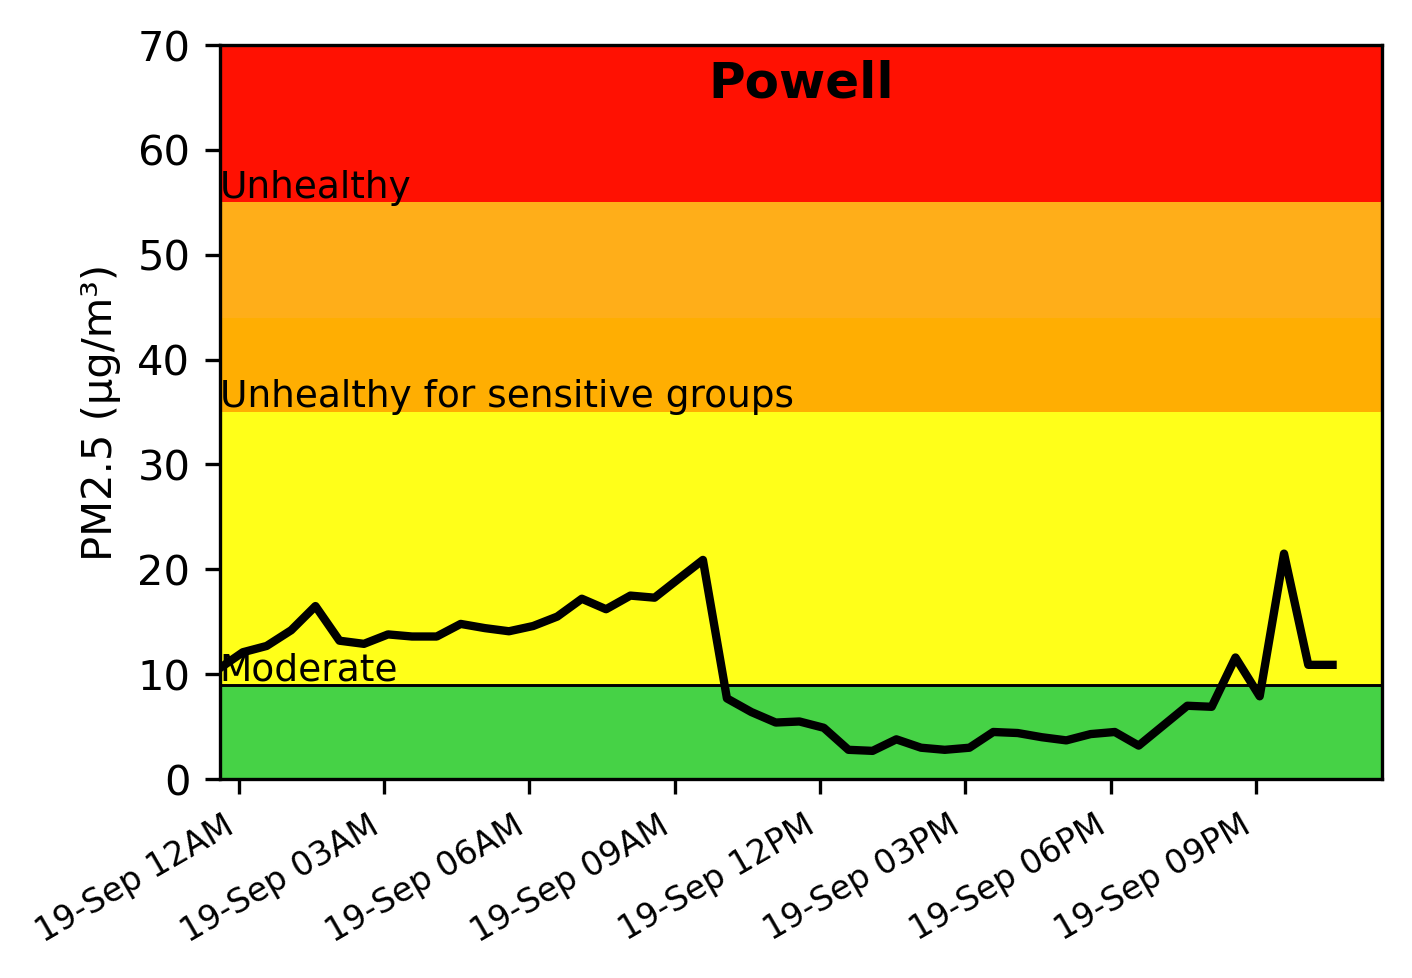 Powell
PM2.5 (µg/m³)
70
60
50
40
30
20
10
0
Unhealthy
Unhealthy for sensitive groups
Moderate
19-Sep 12AM
19-Sep 03AM
19-Sep 06AM
19-Sep 09AM
19-Sep 12PM
19-Sep 03PM
19-Sep 06PM
19-Sep 09PM